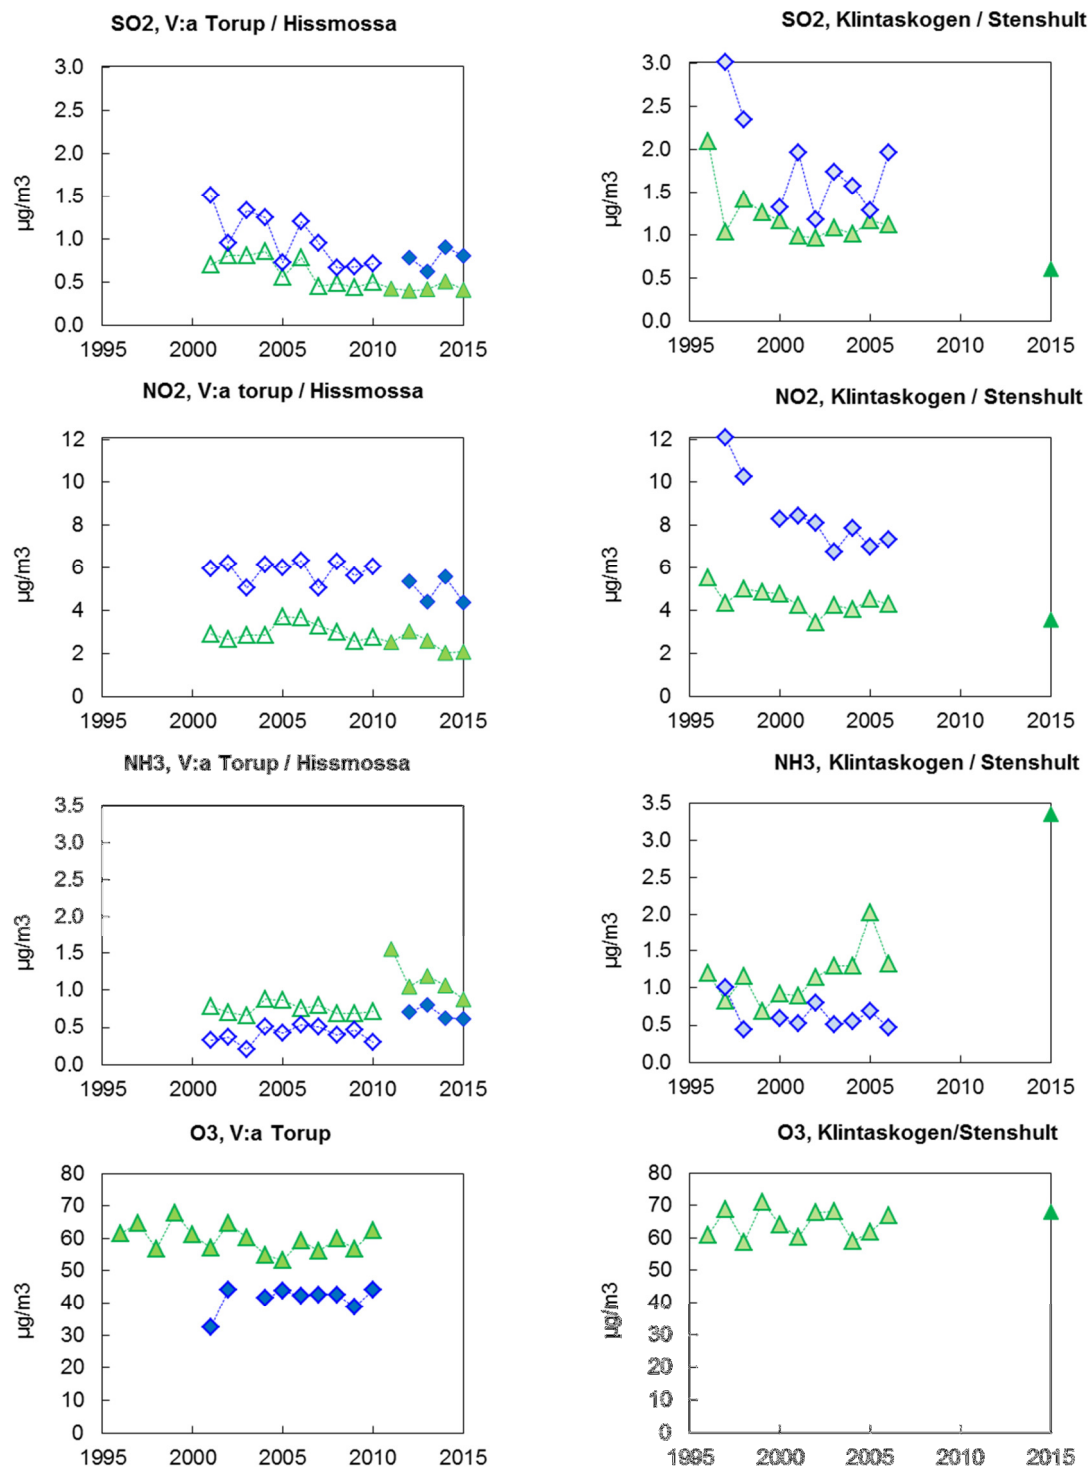 SO2, V:a Torup / Hissmossa
µg/m3
3.0
2.5
2.0
1.5
1.0
0.5
0.0
1995 2000 2005 2010 2015
SO2, Klintaskogen / Stenshult
µg/m3
3.0
2.5
2.0
1.5
1.0
0.5
0.0
1995 2000 2005 2010 2015
NO2, V:a torup / Hissmossa
µg/m3
12
10
8
6
4
2
0
1995 2000 2005 2010 2015
NO2, Klintaskogen / Stenshult
µg/m3
12
10
8
6
4
2
0
1995 2000 2005 2010 2015
NH3, V:a Torup / Hissmossa
µg/m3
3.5
3.0
2.5
2.0
1.5
1.0
0.5
0.0
1995 2000 2005 2010 2015
NH3, Klintaskogen / Stenshult
µg/m3
3.5
3.0
2.5
2.0
1.5
1.0
0.5
0.0
1995 2000 2005 2010 2015
O3, V:a Torup
µg/m3
80
70
60
50
40
30
20
10
0
1995 2000 2005 2010 2015
O3, Klintaskogen/Stenshult
µg/m3
80
70
60
50
40
30
20
10
0
1995 2000 2005 2010 2015